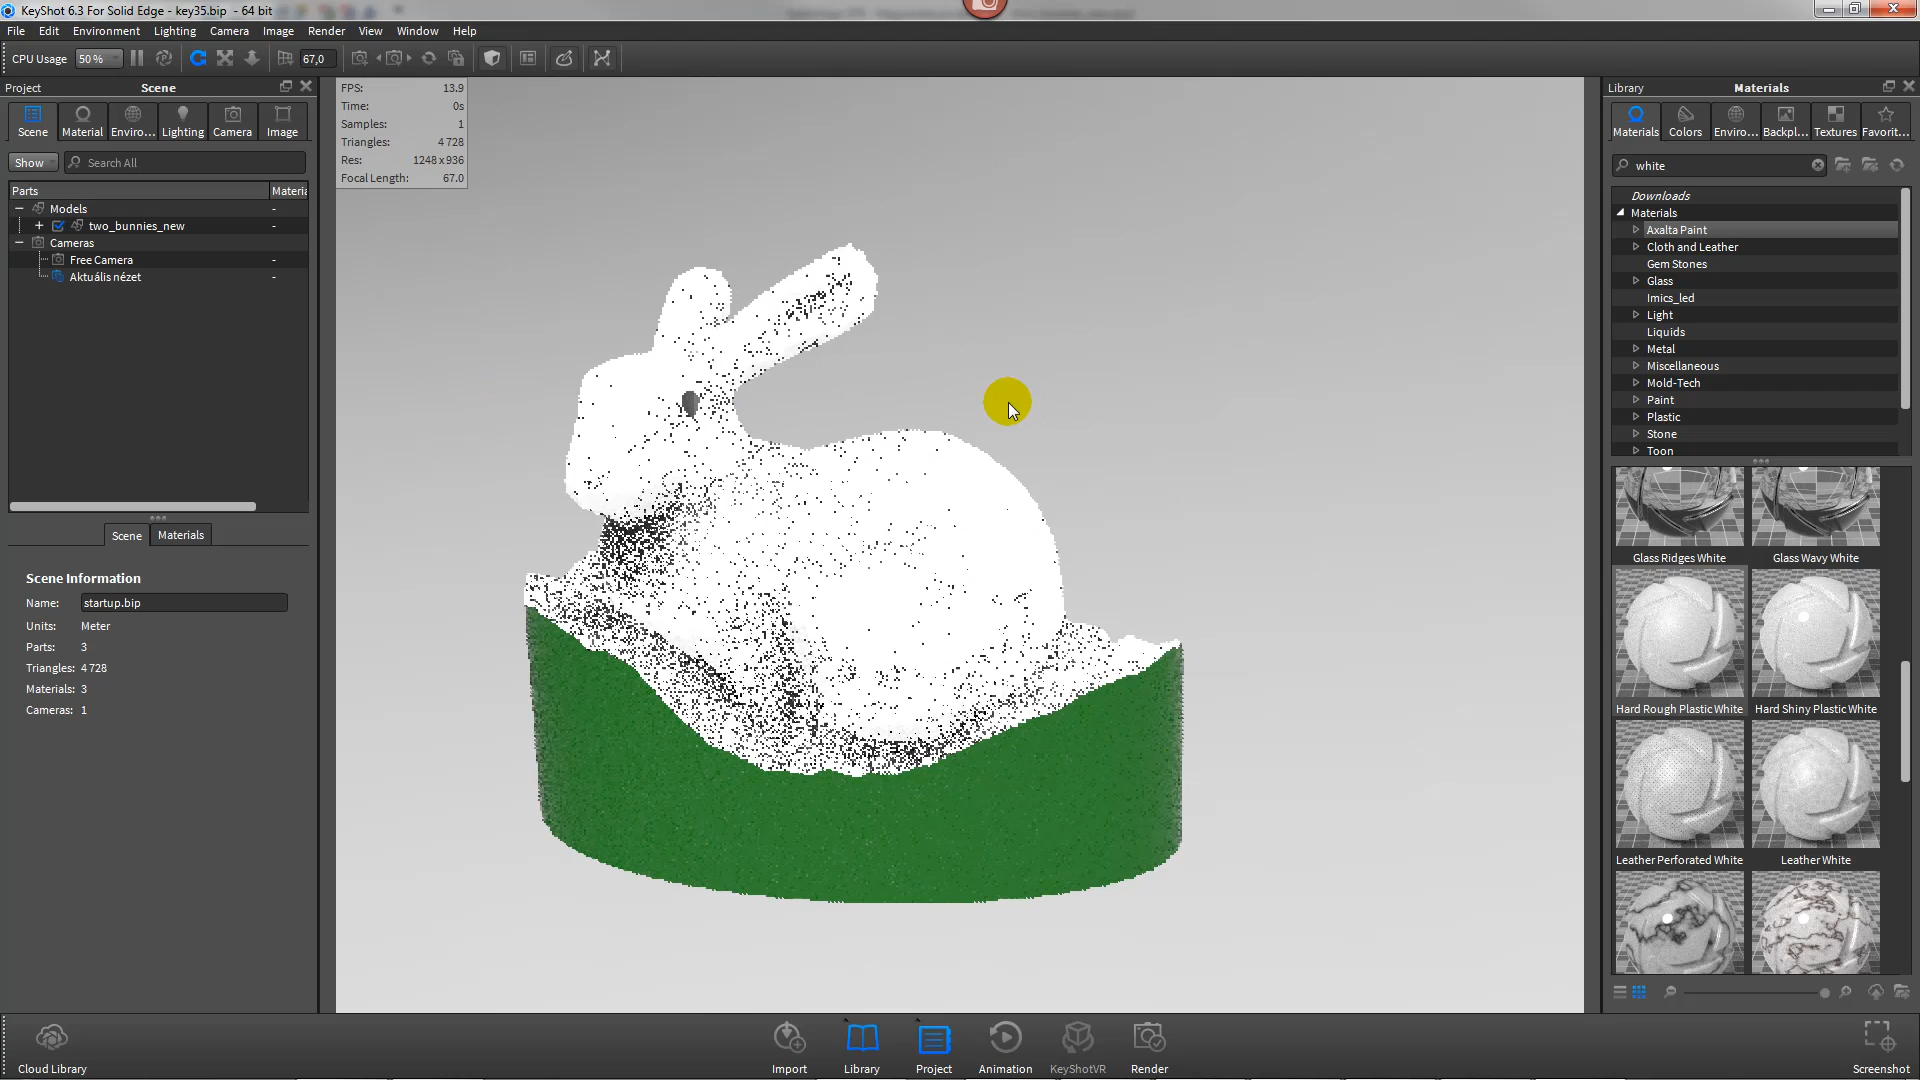 KeyShot 6.3 For Solid Edge - key35.bip - 64 bit
File Edit Environment Lighting Camera Image Render View Window Help
CPU Usage 50 % 67,0
Project Scene
Scene Material Enviro... Lighting Camera Image
Show Search All
Parts Materia
Models -
two_bunnies_new -
Cameras
Free Camera -
Aktuális nézet -
Scene Materials
Scene Information
Name: startup.bip
Units: Meter
Parts: 3
Triangles: 4 728
Materials: 3
Cameras: 1
FPS: 13.9
Time: 0s
Samples: 1
Triangles: 4 728
Res: 1248 x 936
Focal Length: 67.0
Library Materials
Materials Colors Enviro... Backpl... Textures Favorit...
white
Downloads
Materials
Axalta Paint
Cloth and Leather
Gem Stones
Glass
Imics_led
Light
Liquids
Metal
Miscellaneous
Mold-Tech
Paint
Plastic
Stone
Toon
Glass Ridges White Glass Wavy White
Hard Rough Plastic White Hard Shiny Plastic White
Leather Perforated White Leather White
Cloud Library Import Library Project Animation KeyShotVR Render Screenshot